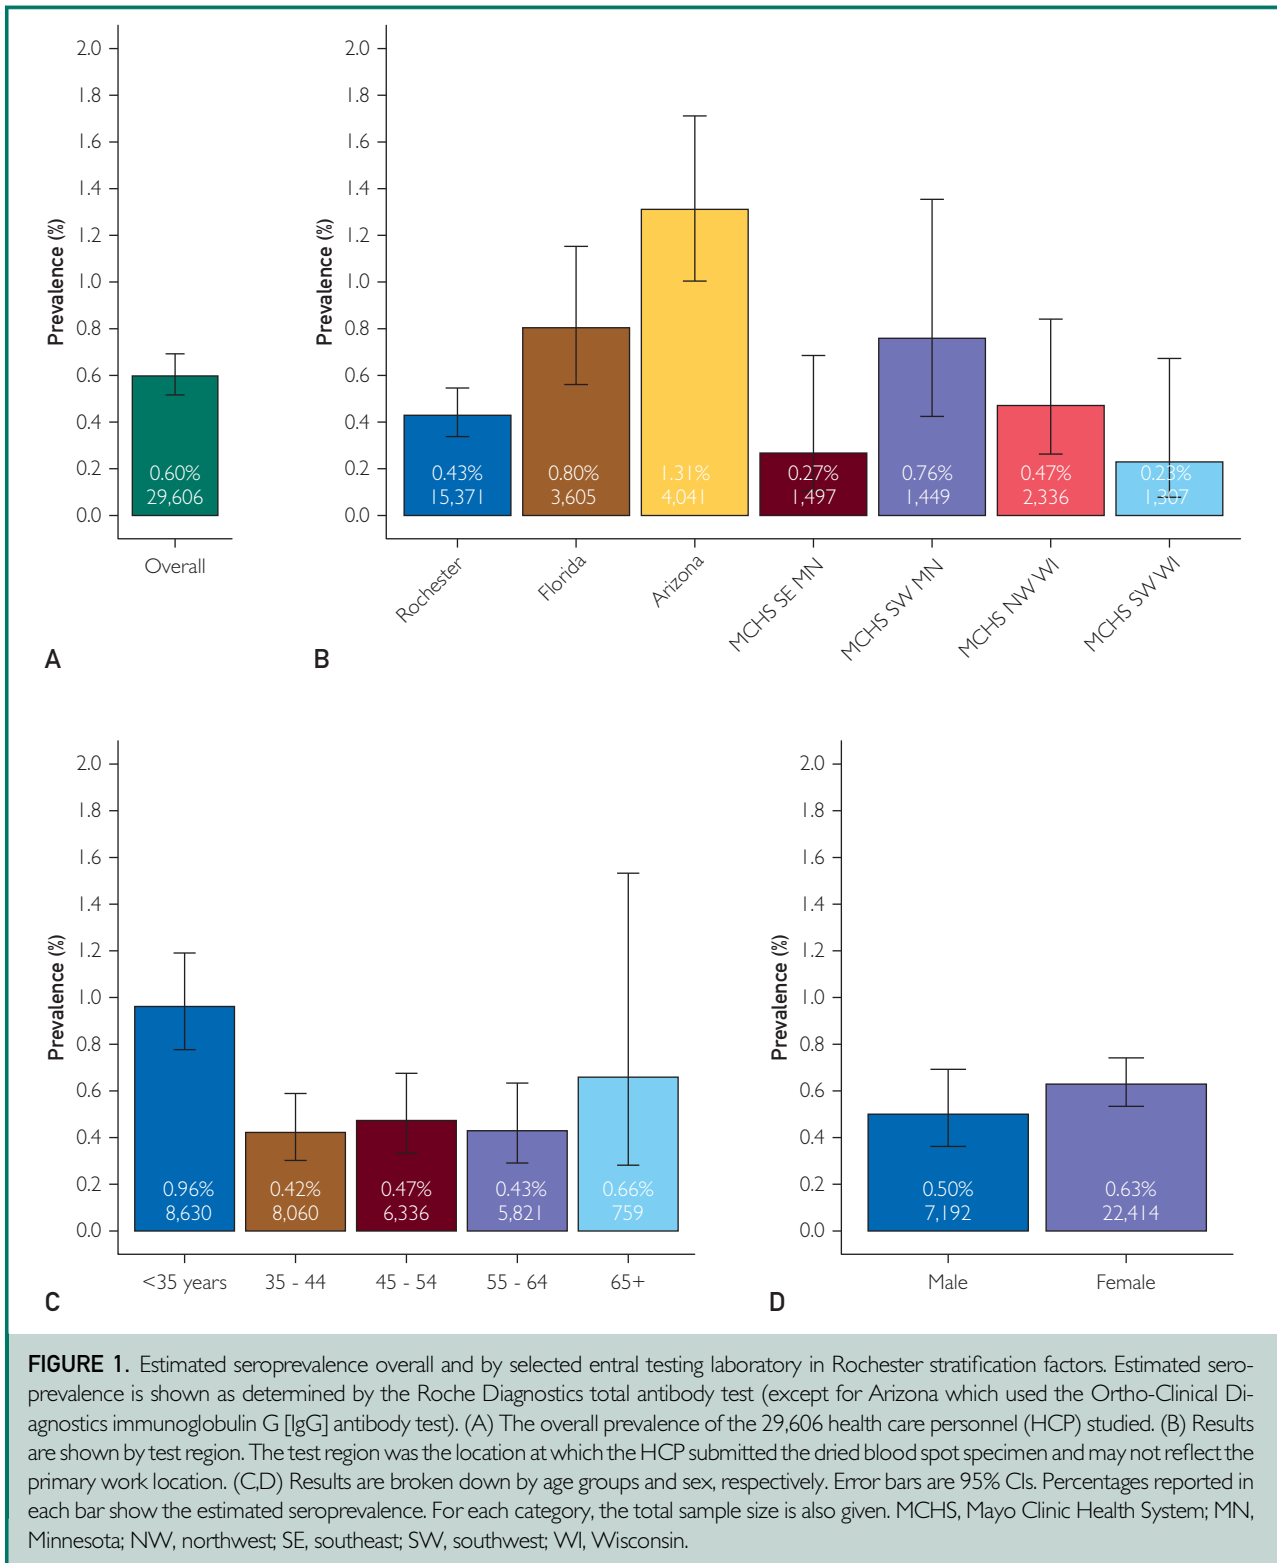 2.0
1.8
1.6
1.4
1.2
1.0
0.8
0.6
0.4
0.2
0.0
Prevalence (%)
0.60%
29,606
Overall
A
2.0
1.8
1.6
1.4
1.2
1.0
0.8
0.6
0.4
0.2
0.0
Prevalence (%)
0.43% 0.80% 1.31% 0.27% 0.76% 0.47% 0.23%
15,371 3,605 4,041 1,497 1,449 2,336 1,307
Rochester
Florida
Arizona
MCHS SE MN
MCHS SW MN
MCHS NW WI
MCHS SW WI
B
2.0
1.8
1.6
1.4
1.2
1.0
0.8
0.6
0.4
0.2
0.0
Prevalence (%)
0.96% 0.42% 0.47% 0.43% 0.66%
8,630 8,060 6,336 5,821 759
<35 years 35 - 44 45 - 54 55 - 64 65+
C
2.0
1.8
1.6
1.4
1.2
1.0
0.8
0.6
0.4
0.2
0.0
Prevalence (%)
0.50% 0.63%
7,192 22,414
Male Female
D
FIGURE 1. Estimated seroprevalence overall and by selected entral testing laboratory in Rochester stratification factors. Estimated sero-
prevalence is shown as determined by the Roche Diagnostics total antibody test (except for Arizona which used the Ortho-Clinical Di-
agnostics immunoglobulin G [IgG] antibody test). (A) The overall prevalence of the 29,606 health care personnel (HCP) studied. (B) Results
are shown by test region. The test region was the location at which the HCP submitted the dried blood spot specimen and may not reflect the
primary work location. (C,D) Results are broken down by age groups and sex, respectively. Error bars are 95% CIs. Percentages reported in
each bar show the estimated seroprevalence. For each category, the total sample size is also given. MCHS, Mayo Clinic Health System; MN,
Minnesota; NW, northwest; SE, southeast; SW, southwest; WI, Wisconsin.